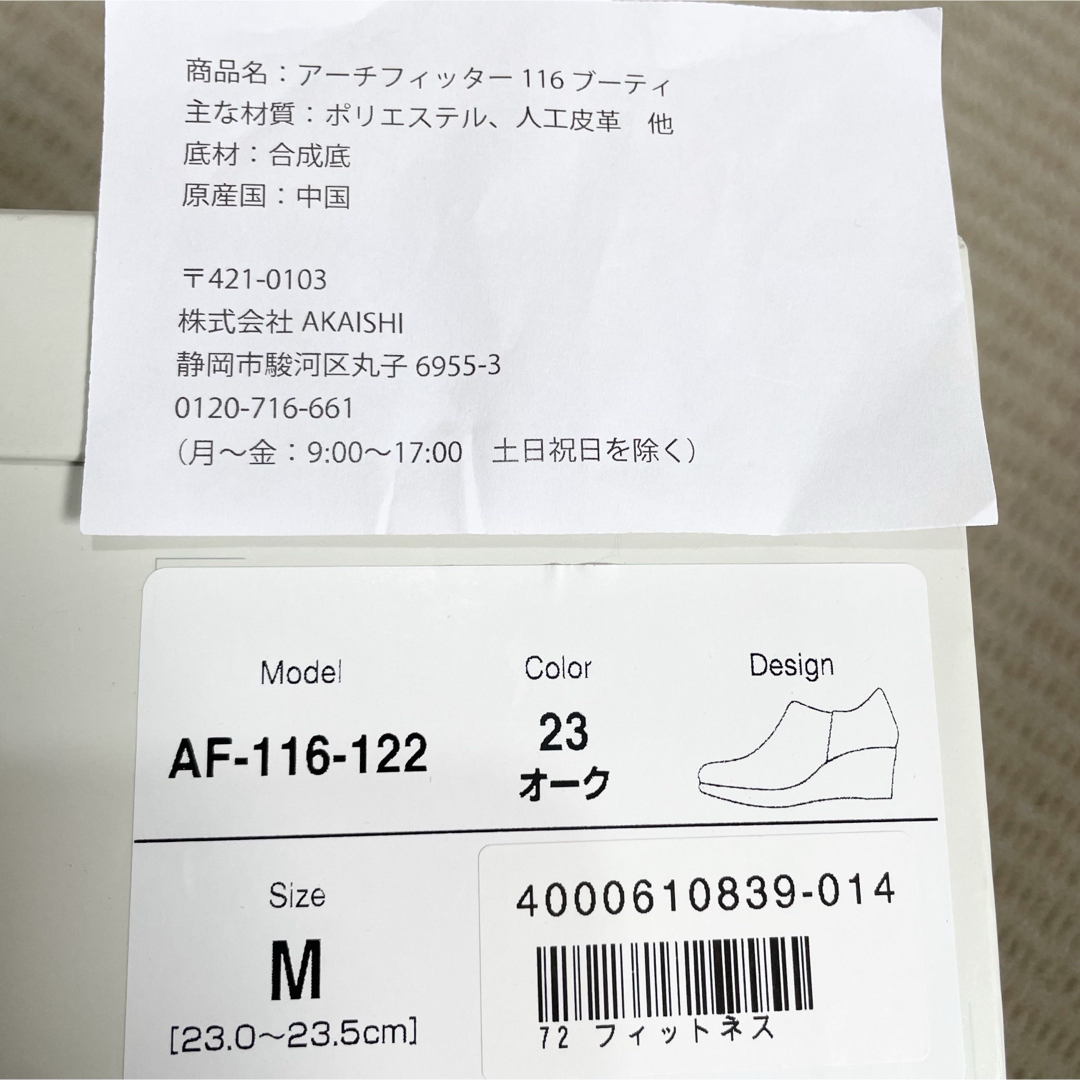 商品名：アーチフィッター 116 ブーティ
主な材質：ポリエステル、人工皮革　他
底材：合成底
原産国：中国
〒421-0103
株式会社 AKAISHI
静岡市駿河区丸子 6955-3
0120-716-661
（月～金：9:00～17:00　土日祝日を除く）
Model
Color
Design
AF-116-122
23
オーク
Size
M
[23.0～23.5cm]
4000610839-014
72 フィットネス